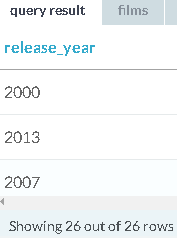 query result films
release_year
2000
2013
2007
Showing 26 out of 26 rows